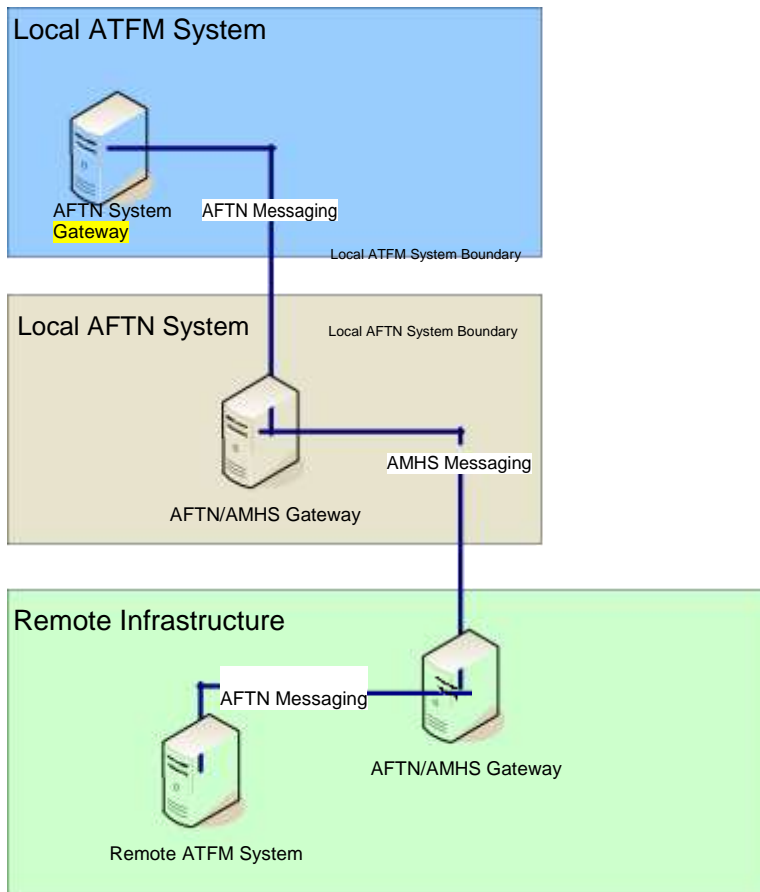 Local ATFM System
AFTN System
Gateway
AFTN Messaging
Local ATFM System Boundary
Local AFTN System
Local AFTN System Boundary
AMHS Messaging
AFTN/AMHS Gateway
Remote Infrastructure
AFTN Messaging
AFTN/AMHS Gateway
Remote ATFM System